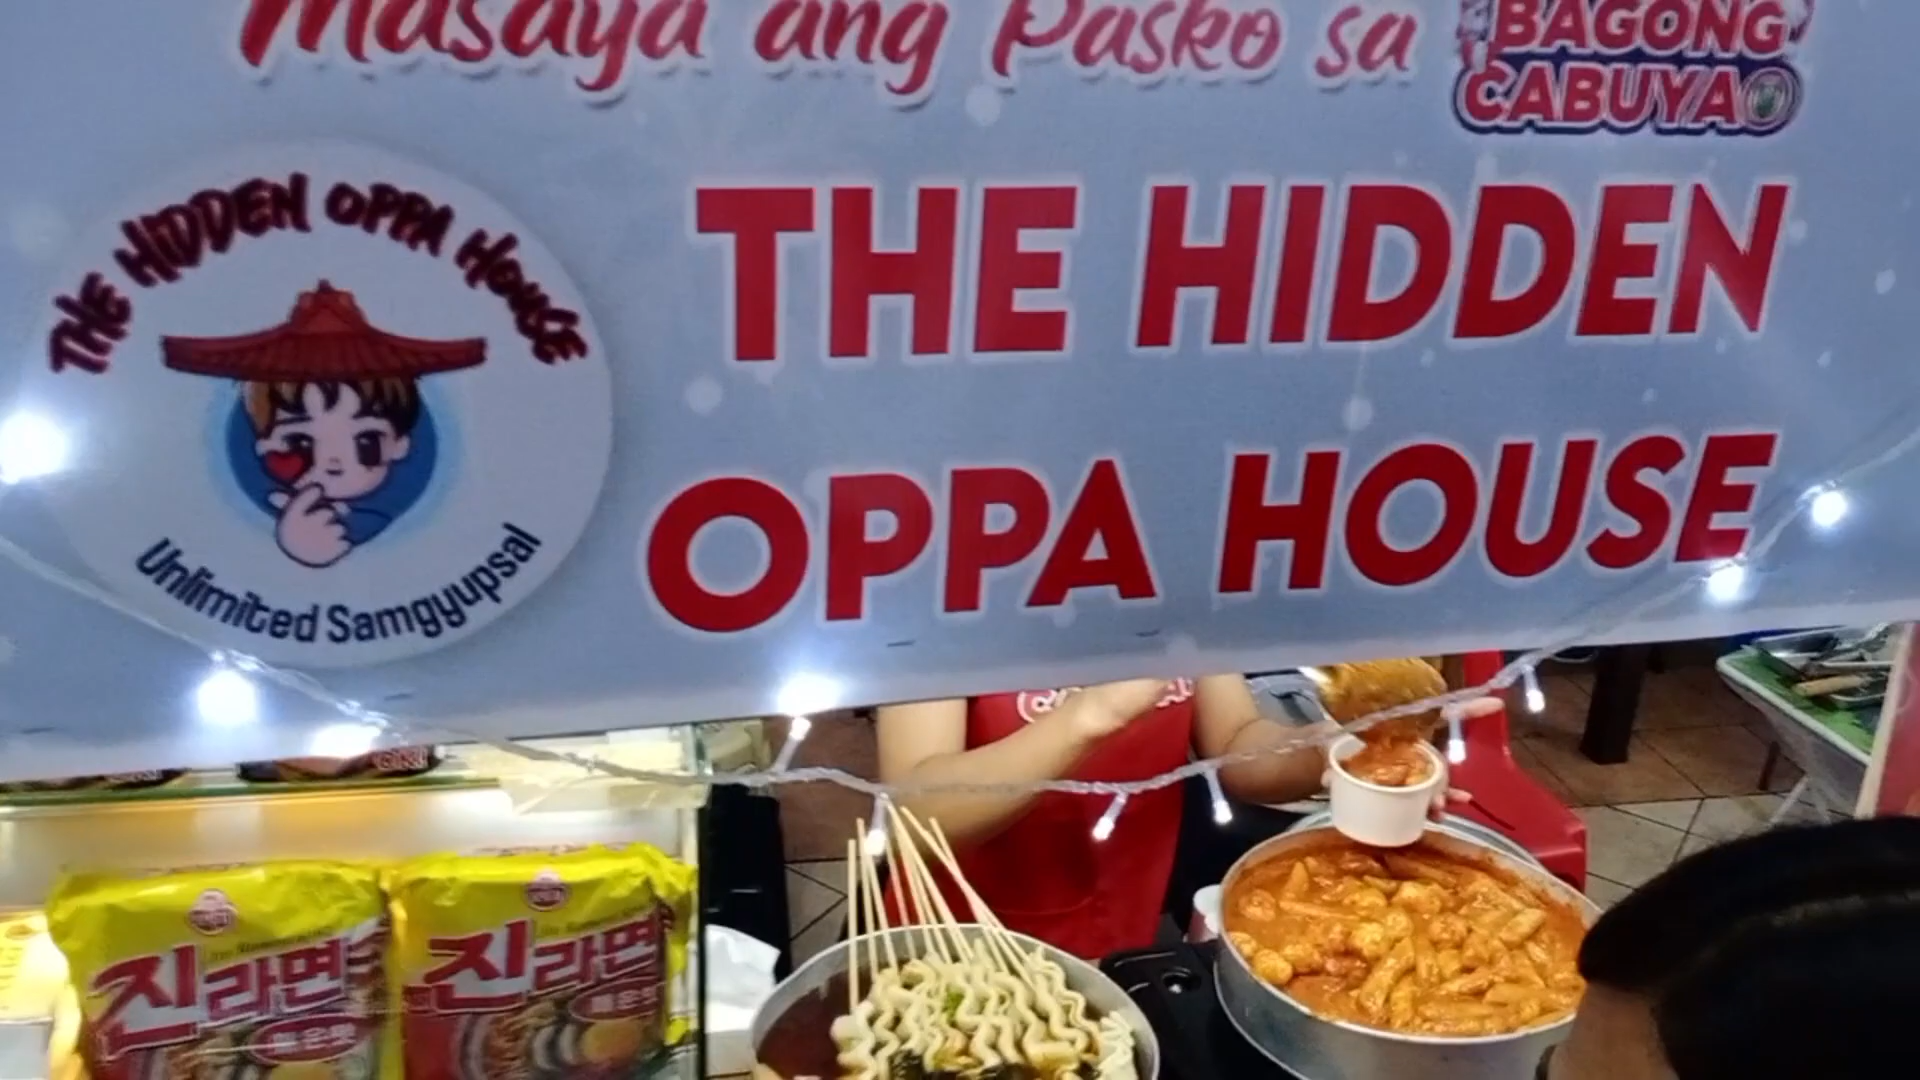 Masaya ang Pasko sa
BAGONG
CABUYAO
THE HIDDEN OPPA HOUSE
Unlimited Samgyupsal
THE HIDDEN
OPPA HOUSE
진라면
진라면